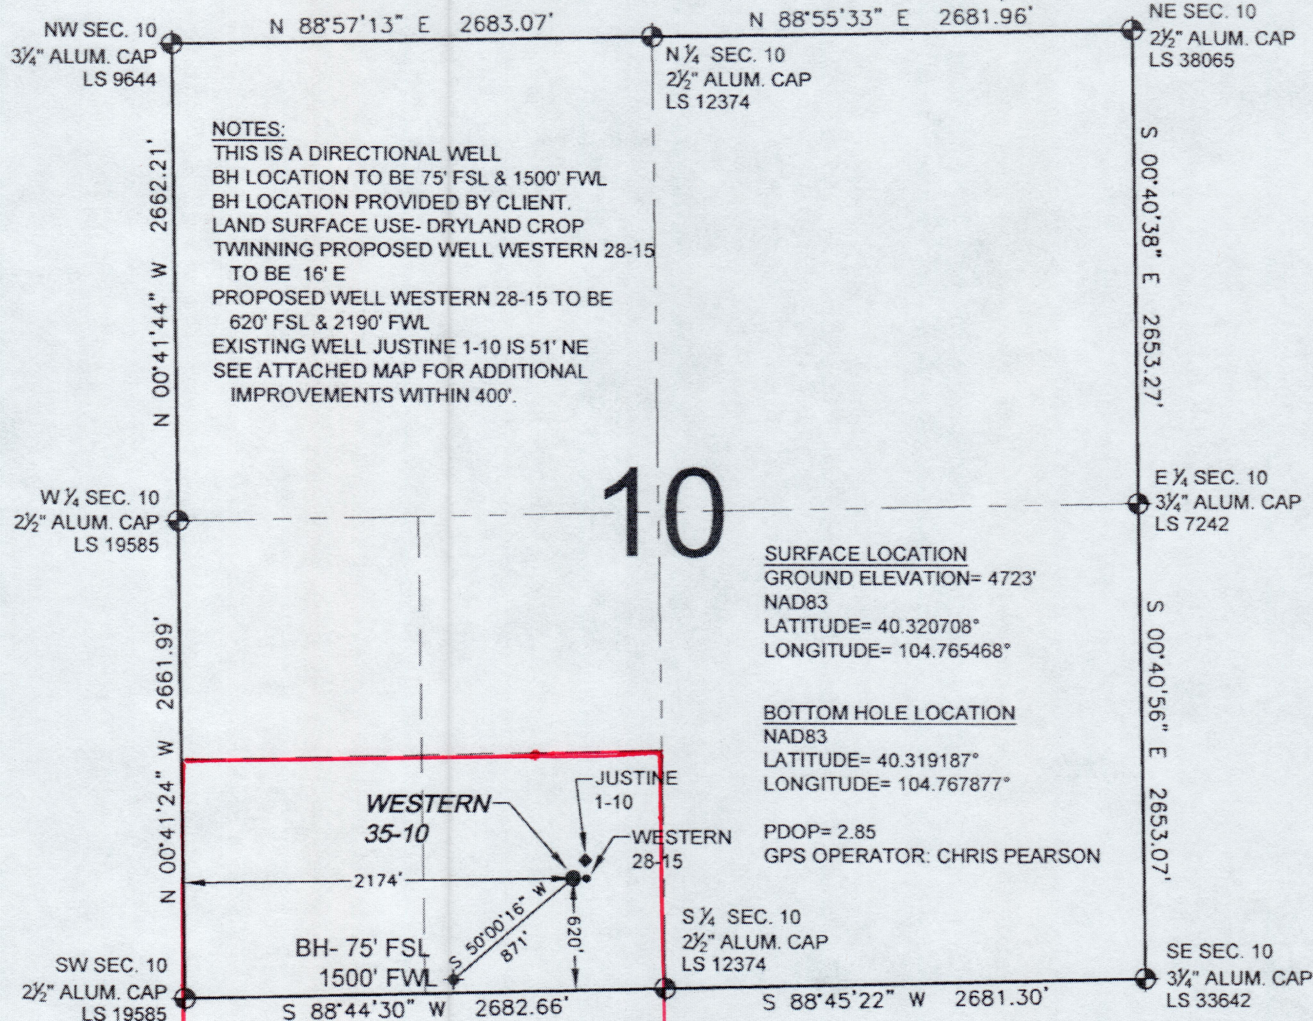 N 88°57'13" E 2683.07'
N 88°55'33" E 2681.96'
NW SEC. 10
3¼" ALUM. CAP
LS 9644
N ¼ SEC. 10
2½" ALUM. CAP
LS 12374
NE SEC. 10
2½" ALUM. CAP
LS 38065
NOTES:
THIS IS A DIRECTIONAL WELL
BH LOCATION TO BE 75' FSL & 1500' FWL
BH LOCATION PROVIDED BY CLIENT.
LAND SURFACE USE- DRYLAND CROP
TWINNING PROPOSED WELL WESTERN 28-15
TO BE 16' E
PROPOSED WELL WESTERN 28-15 TO BE
620' FSL & 2190' FWL
EXISTING WELL JUSTINE 1-10 IS 51' NE
SEE ATTACHED MAP FOR ADDITIONAL
IMPROVEMENTS WITHIN 400'.
N 00°41'44" W 2662.21'
S 00°40'38" E 2653.27'
W ¼ SEC. 10
2½" ALUM. CAP
LS 19585
10
E ¼ SEC. 10
3¼" ALUM. CAP
LS 7242
SURFACE LOCATION
GROUND ELEVATION= 4723'
NAD83
LATITUDE= 40.320708°
LONGITUDE= 104.765468°
BOTTOM HOLE LOCATION
NAD83
LATITUDE= 40.319187°
LONGITUDE= 104.767877°
PDOP= 2.85
GPS OPERATOR: CHRIS PEARSON
N 00°41'24" W 2661.99'
S 00°40'56" E 2653.07'
JUSTINE
1-10
WESTERN
35-10
WESTERN
28-15
2174'
620'
S 50°00'16" W
871'
BH- 75' FSL
1500' FWL
SW SEC. 10
2½" ALUM. CAP
LS 19585
S ¼ SEC. 10
2½" ALUM. CAP
LS 12374
SE SEC. 10
3¼" ALUM. CAP
LS 33642
S 88°44'30" W 2682.66'
S 88°45'22" W 2681.30'